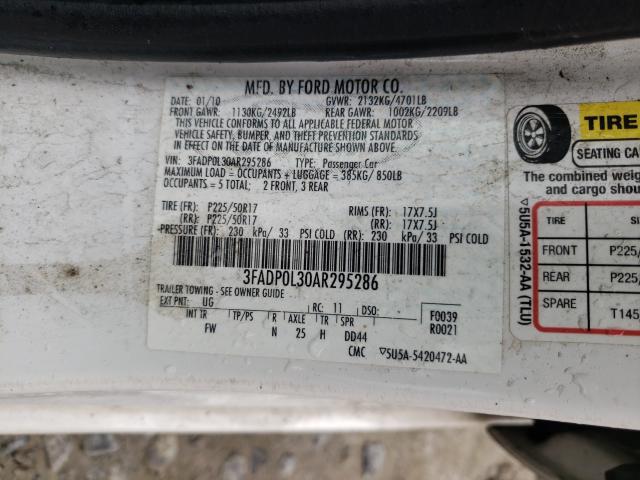 MFD. BY FORD MOTOR CO.
DATE: 01/10 GVWR: 2132KG/4701LB
FRONT GAWR: 1130KG/2492LB REAR GAWR: 1002KG/2209LB
THIS VEHICLE CONFORMS TO ALL APPLICABLE FEDERAL MOTOR
VEHICLE SAFETY, BUMPER, AND THEFT PREVENTION STANDARDS
IN EFFECT ON THE DATE OF MANUFACTURE SHOWN ABOVE.
VIN: 3FADP0L30AR295286 TYPE: Passenger Car
MAXIMUM LOAD = OCCUPANTS + LUGGAGE = 385KG/ 850LB
OCCUPANTS = 5 TOTAL; 2 FRONT, 3 REAR
TIRE (FR): P225/50R17 RIMS (FR): 17X7.5J
(RR): P225/50R17 (RR): 17X7.5J
PRESSURE (FR): 230 kPa/ 33 PSI COLD (RR): 230 kPa/ 33 PSI COLD
3FADP0L30AR295286
TRAILER TOWING - SEE OWNER GUIDE
EXT PNT: UG RC: 11 DSO: F0039
INT TR TP/PS R AXLE TR SPR R0021
FW N 25 H DD44
CMC 5U5A-5420472-AA
TIRE
SEATING CA
The combined weig
and cargo shou
TIRE SI
FRONT P225/
REAR P225/
SPARE T145/
5U5A-1532-AA (TLU)